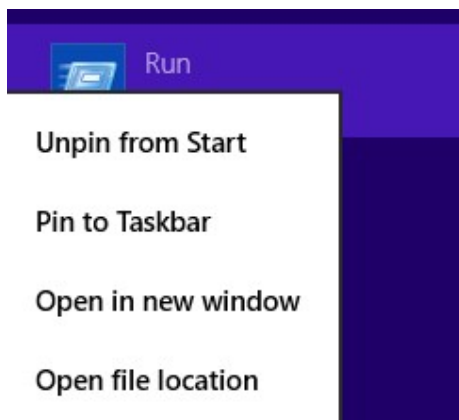 Run
Unpin from Start
Pin to Taskbar
Open in new window
Open file location